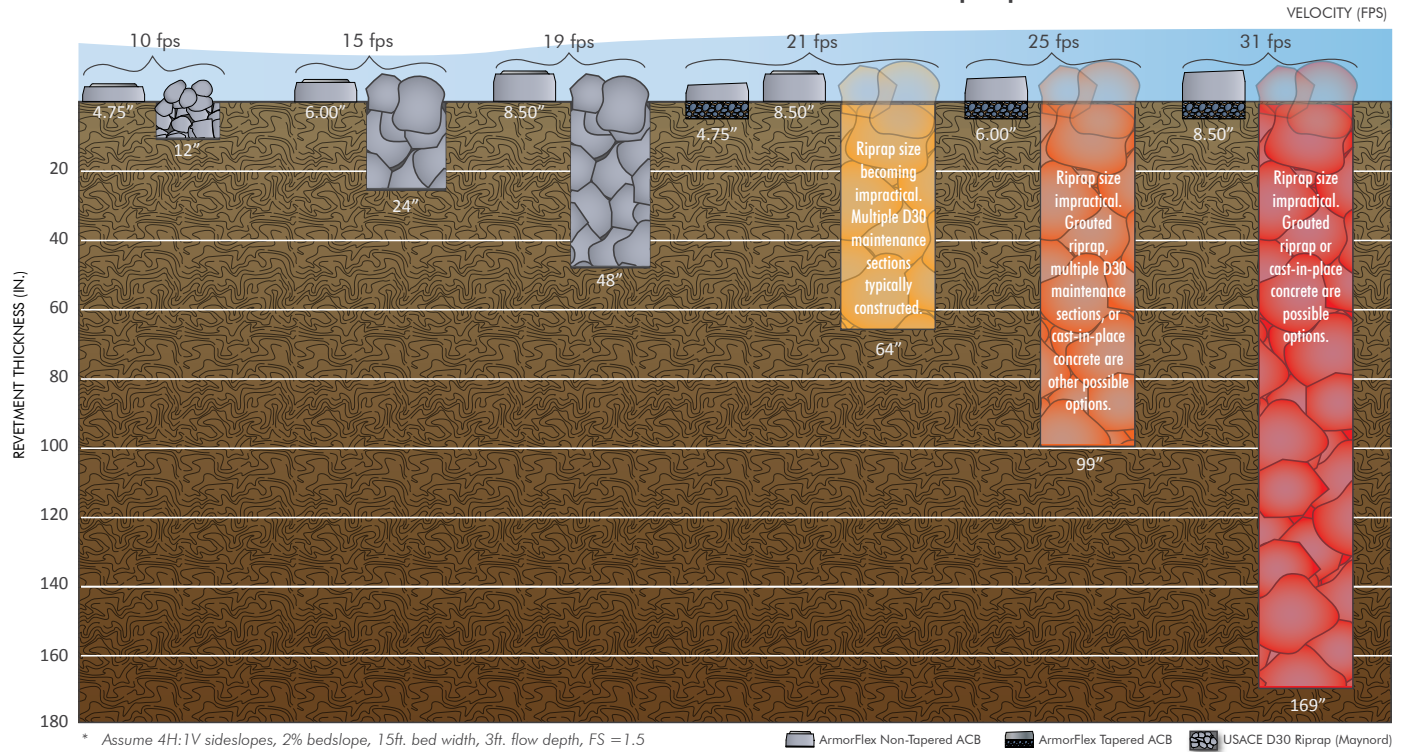 VELOCITY (FPS)
10 fps
15 fps
19 fps
21 fps
25 fps
31 fps
4.75”
12”
6.00”
24”
8.50”
48”
4.75”
8.50”
64”
6.00”
99”
8.50”
169”
Riprap size
becoming
impractical.
Multiple D30
maintenance
sections
typically
constructed.
Riprap size
impractical.
Grouted
riprap,
multiple D30
maintenance
sections, or
cast-in-place
concrete are
other possible
options.
Riprap size
impractical.
Grouted
riprap or
cast-in-place
concrete are
possible
options.
REVETMENT THICKNESS (IN.)
20
40
60
80
100
120
140
160
180
* Assume 4H:1V sideslopes, 2% bedslope, 15ft. bed width, 3ft. flow depth, FS =1.5
ArmorFlex Non-Tapered ACB
ArmorFlex Tapered ACB
USACE D30 Riprap (Maynord)